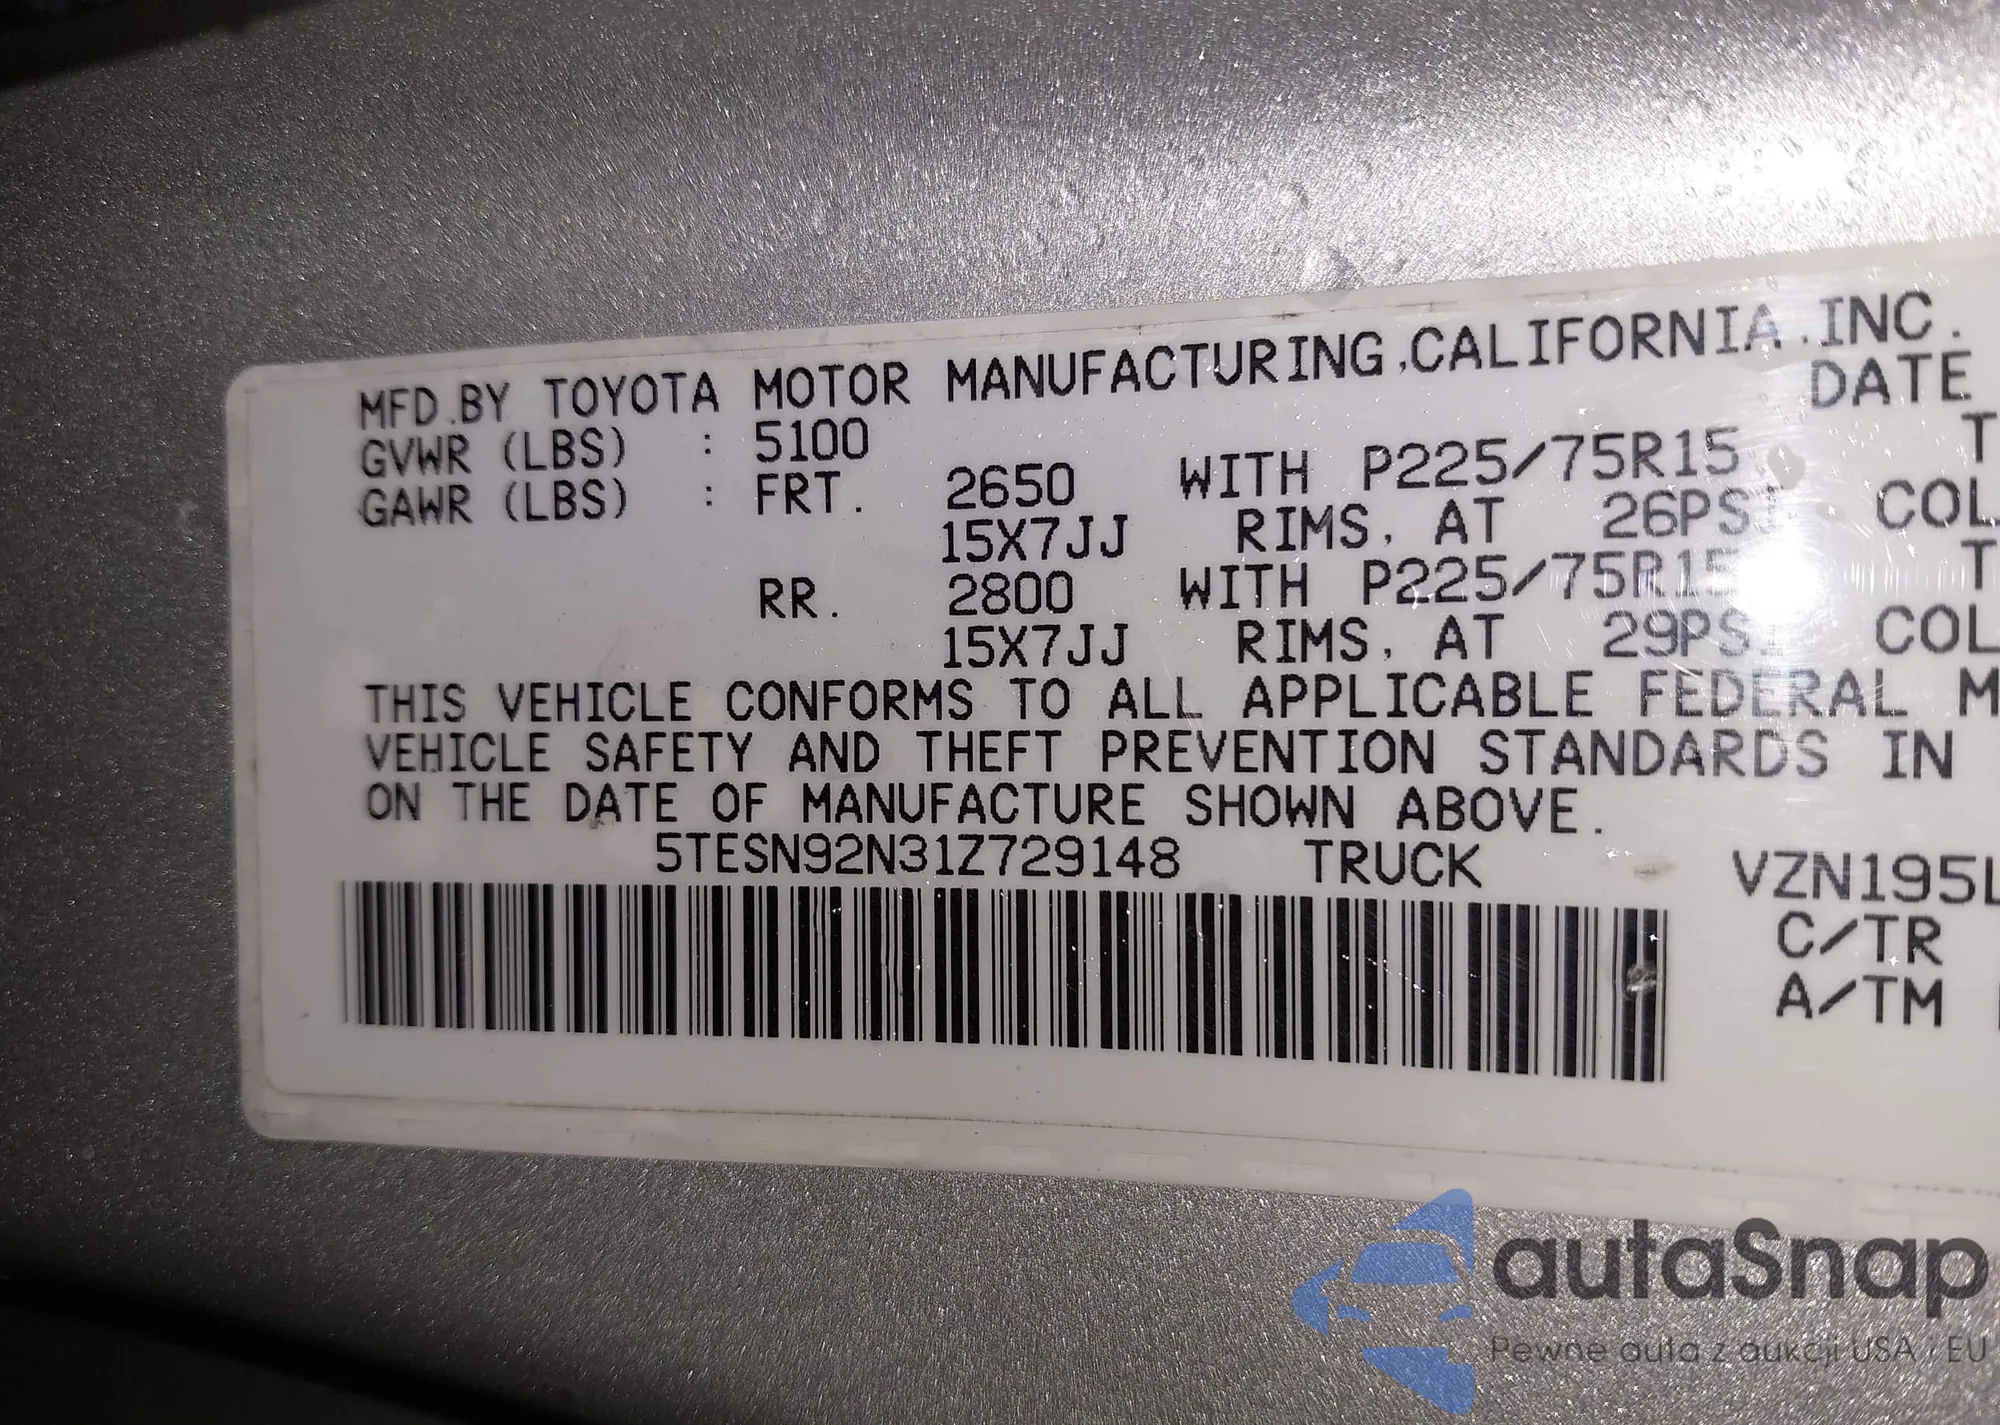 MFD.BY TOYOTA MOTOR MANUFACTURING,CALIFORNIA,INC.
DATE
GVWR (LBS) : 5100 T
GAWR (LBS) : FRT. 2650 WITH P225/75R15
15X7JJ RIMS, AT 26PSI COL
RR. 2800 WITH P225/75R15 T
15X7JJ RIMS, AT 29PSI COL
THIS VEHICLE CONFORMS TO ALL APPLICABLE FEDERAL M
VEHICLE SAFETY AND THEFT PREVENTION STANDARDS IN
ON THE DATE OF MANUFACTURE SHOWN ABOVE.
5TESN92N31Z729148 TRUCK VZN195L
C/TR
A/TM
autaSnap
Pewne auta z aukcji USA i EU